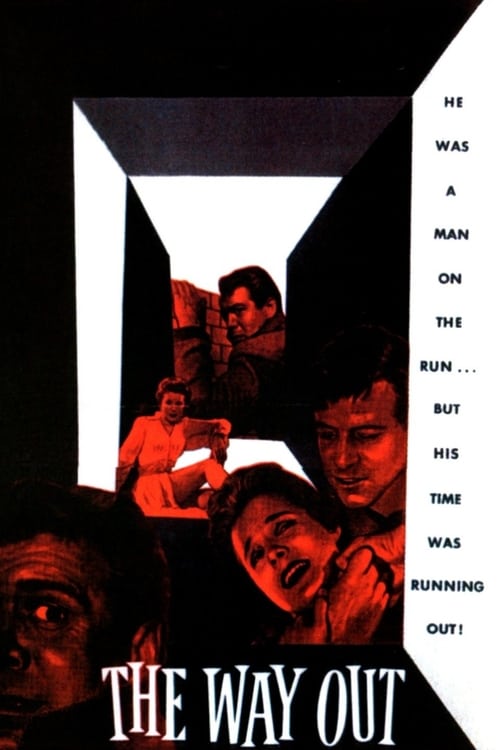 HE
WAS
A
MAN
ON
THE
RUN...
BUT
HIS
TIME
WAS
RUNNING
OUT!
THE WAY OUT